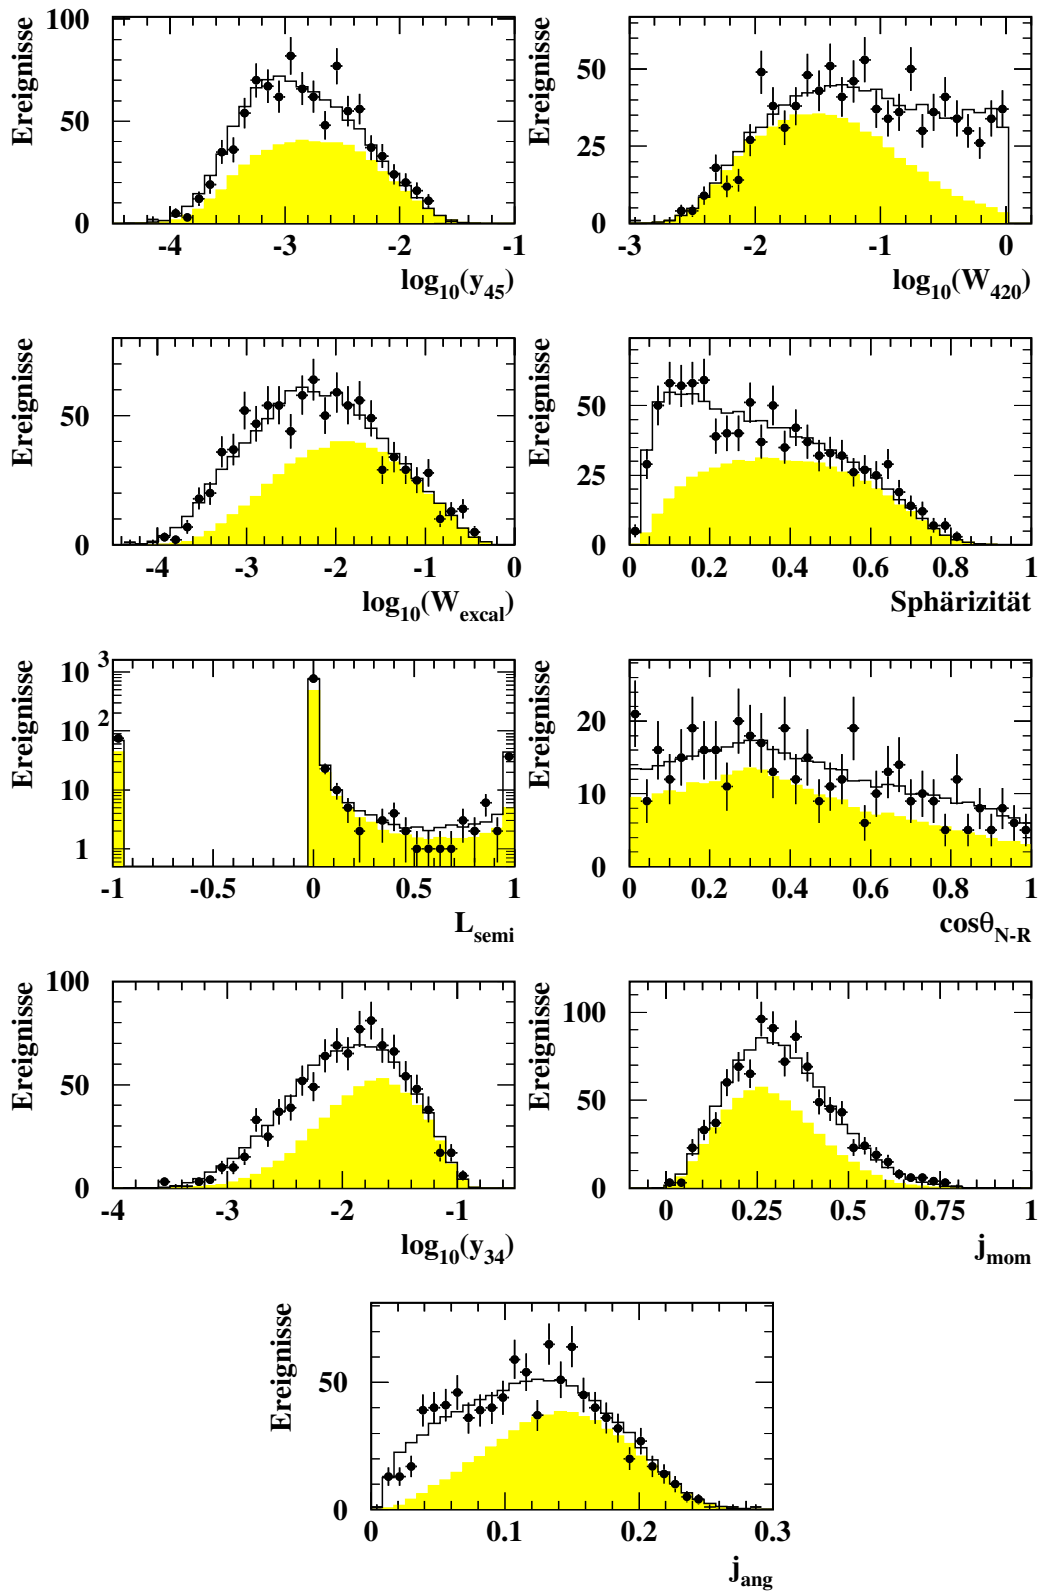 Ereignisse
100
50
0
-4 -3 -2 -1
log10(y45)
Ereignisse
50
25
0
-3 -2 -1 0
log10(W420)
Ereignisse
50
0
-4 -3 -2 -1 0
log10(Wexcal)
Ereignisse
75
50
25
0
0 0.2 0.4 0.6 0.8 1
Sphärizität
Ereignisse
10 3
10 2
10
1
-1 -0.5 0 0.5 1
Lsemi
Ereignisse
20
10
0
0 0.2 0.4 0.6 0.8 1
cosθN-R
Ereignisse
100
50
0
-4 -3 -2 -1
log10(y34)
Ereignisse
100
50
0
0 0.25 0.5 0.75 1
jmom
Ereignisse
50
0
0 0.1 0.2 0.3
jang